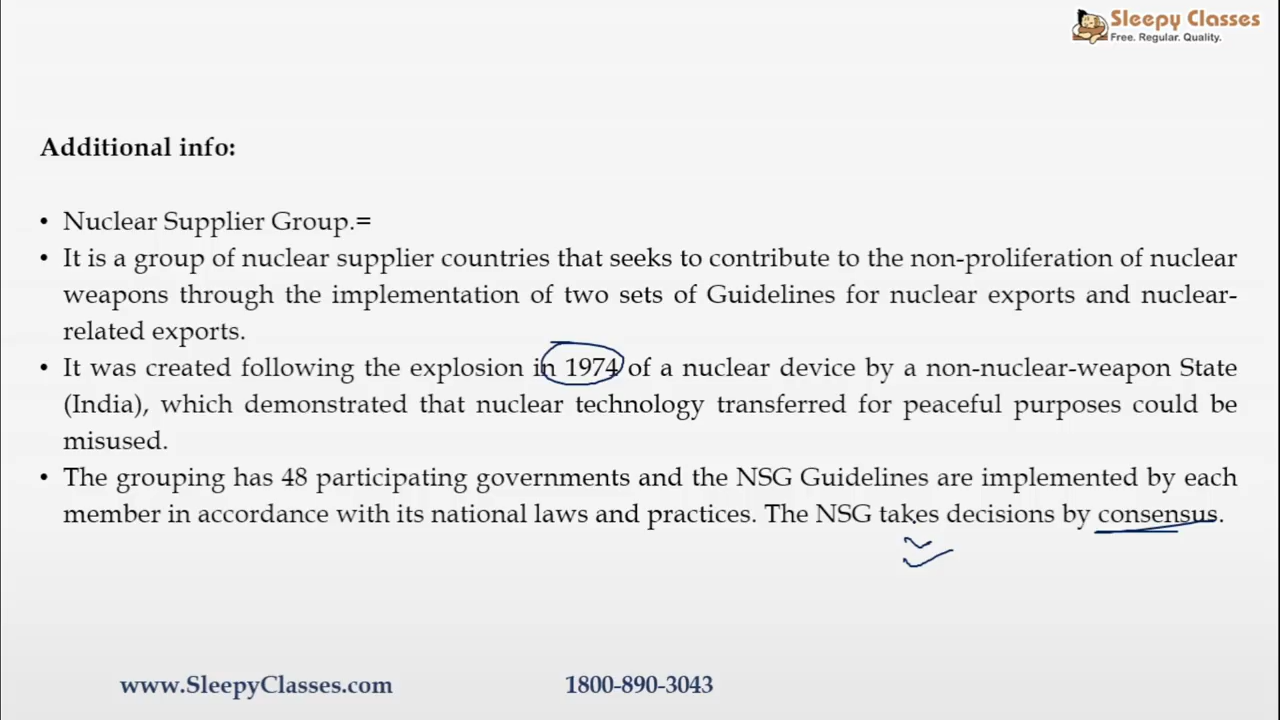 Sleepy Classes
Free. Regular. Quality.
Additional info:
• Nuclear Supplier Group.=
• It is a group of nuclear supplier countries that seeks to contribute to the non-proliferation of nuclear
weapons through the implementation of two sets of Guidelines for nuclear exports and nuclear-
related exports.
• It was created following the explosion in 1974 of a nuclear device by a non-nuclear-weapon State
(India), which demonstrated that nuclear technology transferred for peaceful purposes could be
misused.
• The grouping has 48 participating governments and the NSG Guidelines are implemented by each
member in accordance with its national laws and practices. The NSG takes decisions by consensus.
www.SleepyClasses.com
1800-890-3043